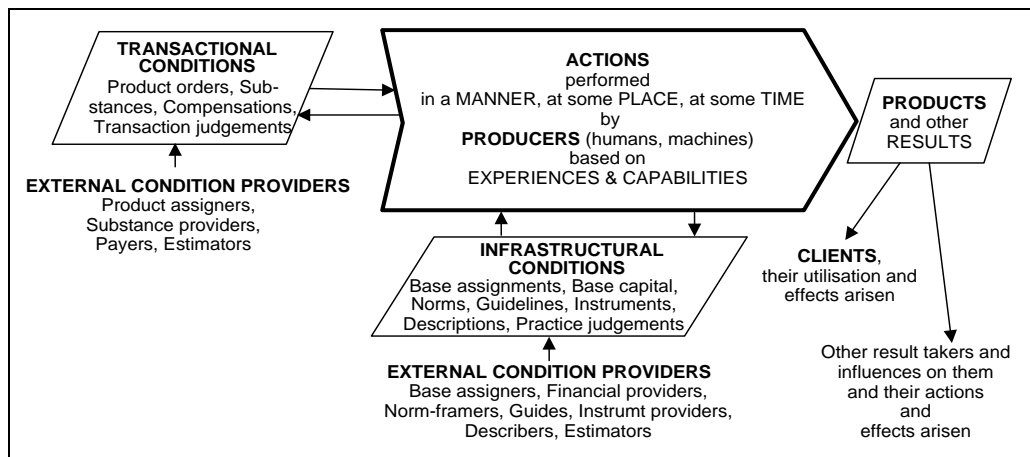 TRANSACTIONAL
CONDITIONS
Product orders, Sub-
stances, Compensations,
Transaction judgements
EXTERNAL CONDITION PROVIDERS
Product assigners,
Substance providers,
Payers, Estimators
ACTIONS
performed
in a MANNER, at some PLACE, at some TIME
by
PRODUCERS (humans, machines)
based on
EXPERIENCES & CAPABILITIES
PRODUCTS
and other
RESULTS
INFRASTRUCTURAL
CONDITIONS
Base assignments, Base capital,
Norms, Guidelines, Instruments,
Descriptions, Practice judgements
EXTERNAL CONDITION PROVIDERS
Base assigners, Financial providers,
Norm-framers, Guides, Instrumt providers,
Describers, Estimators
CLIENTS,
their utilisation and
effects arisen
Other result takers and
influences on them
and their actions
and
effects arisen